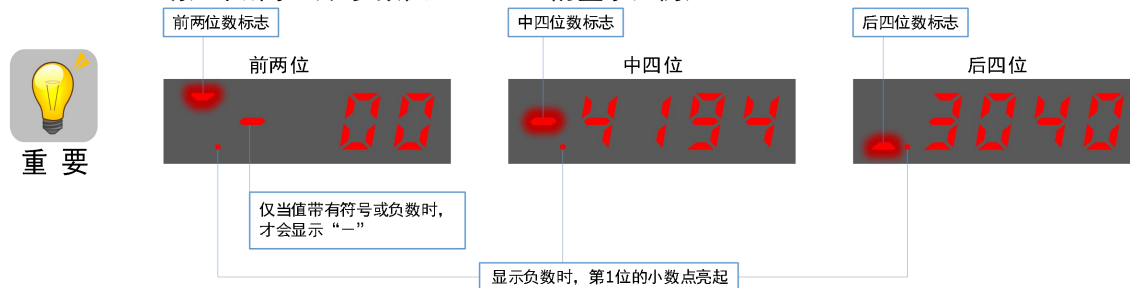 前两位数标志
中四位数标志
后四位数标志
前两位
中四位
后四位
- 00
4194
3040
重 要
仅当值带有符号或负数时，
才会显示“－”
显示负数时，第1位的小数点亮起